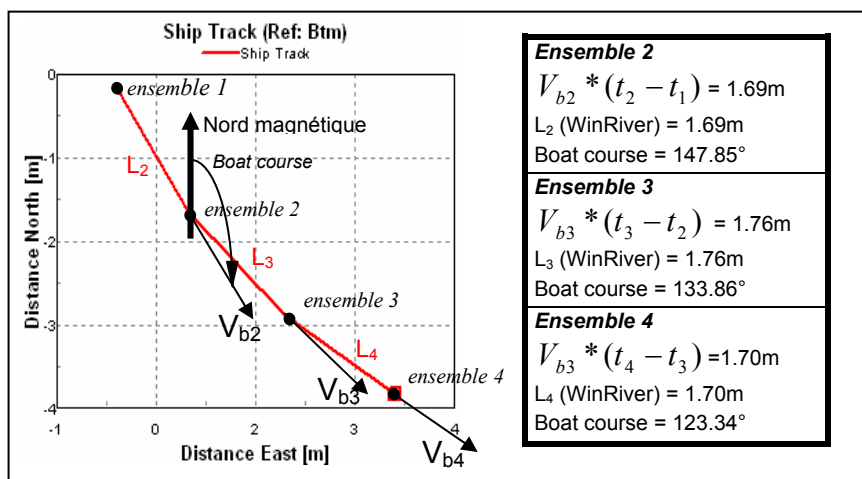 Ship Track (Ref: Btm)
Ship Track
0
-1
-2
-3
-4
Distance North [m]
-1
0
2
3
4
Distance East [m]
ensemble 1
Nord magnétique
Boat course
L2
ensemble 2
L3
Vb2
ensemble 3
L4
Vb3
ensemble 4
Vb4
Ensemble 2
Vb2 * (t2 − t1) = 1.69m
L2 (WinRiver) = 1.69m
Boat course = 147.85°
Ensemble 3
Vb3 * (t3 − t2) = 1.76m
L3 (WinRiver) = 1.76m
Boat course = 133.86°
Ensemble 4
Vb3 * (t4 − t3) =1.70m
L4 (WinRiver) = 1.70m
Boat course = 123.34°